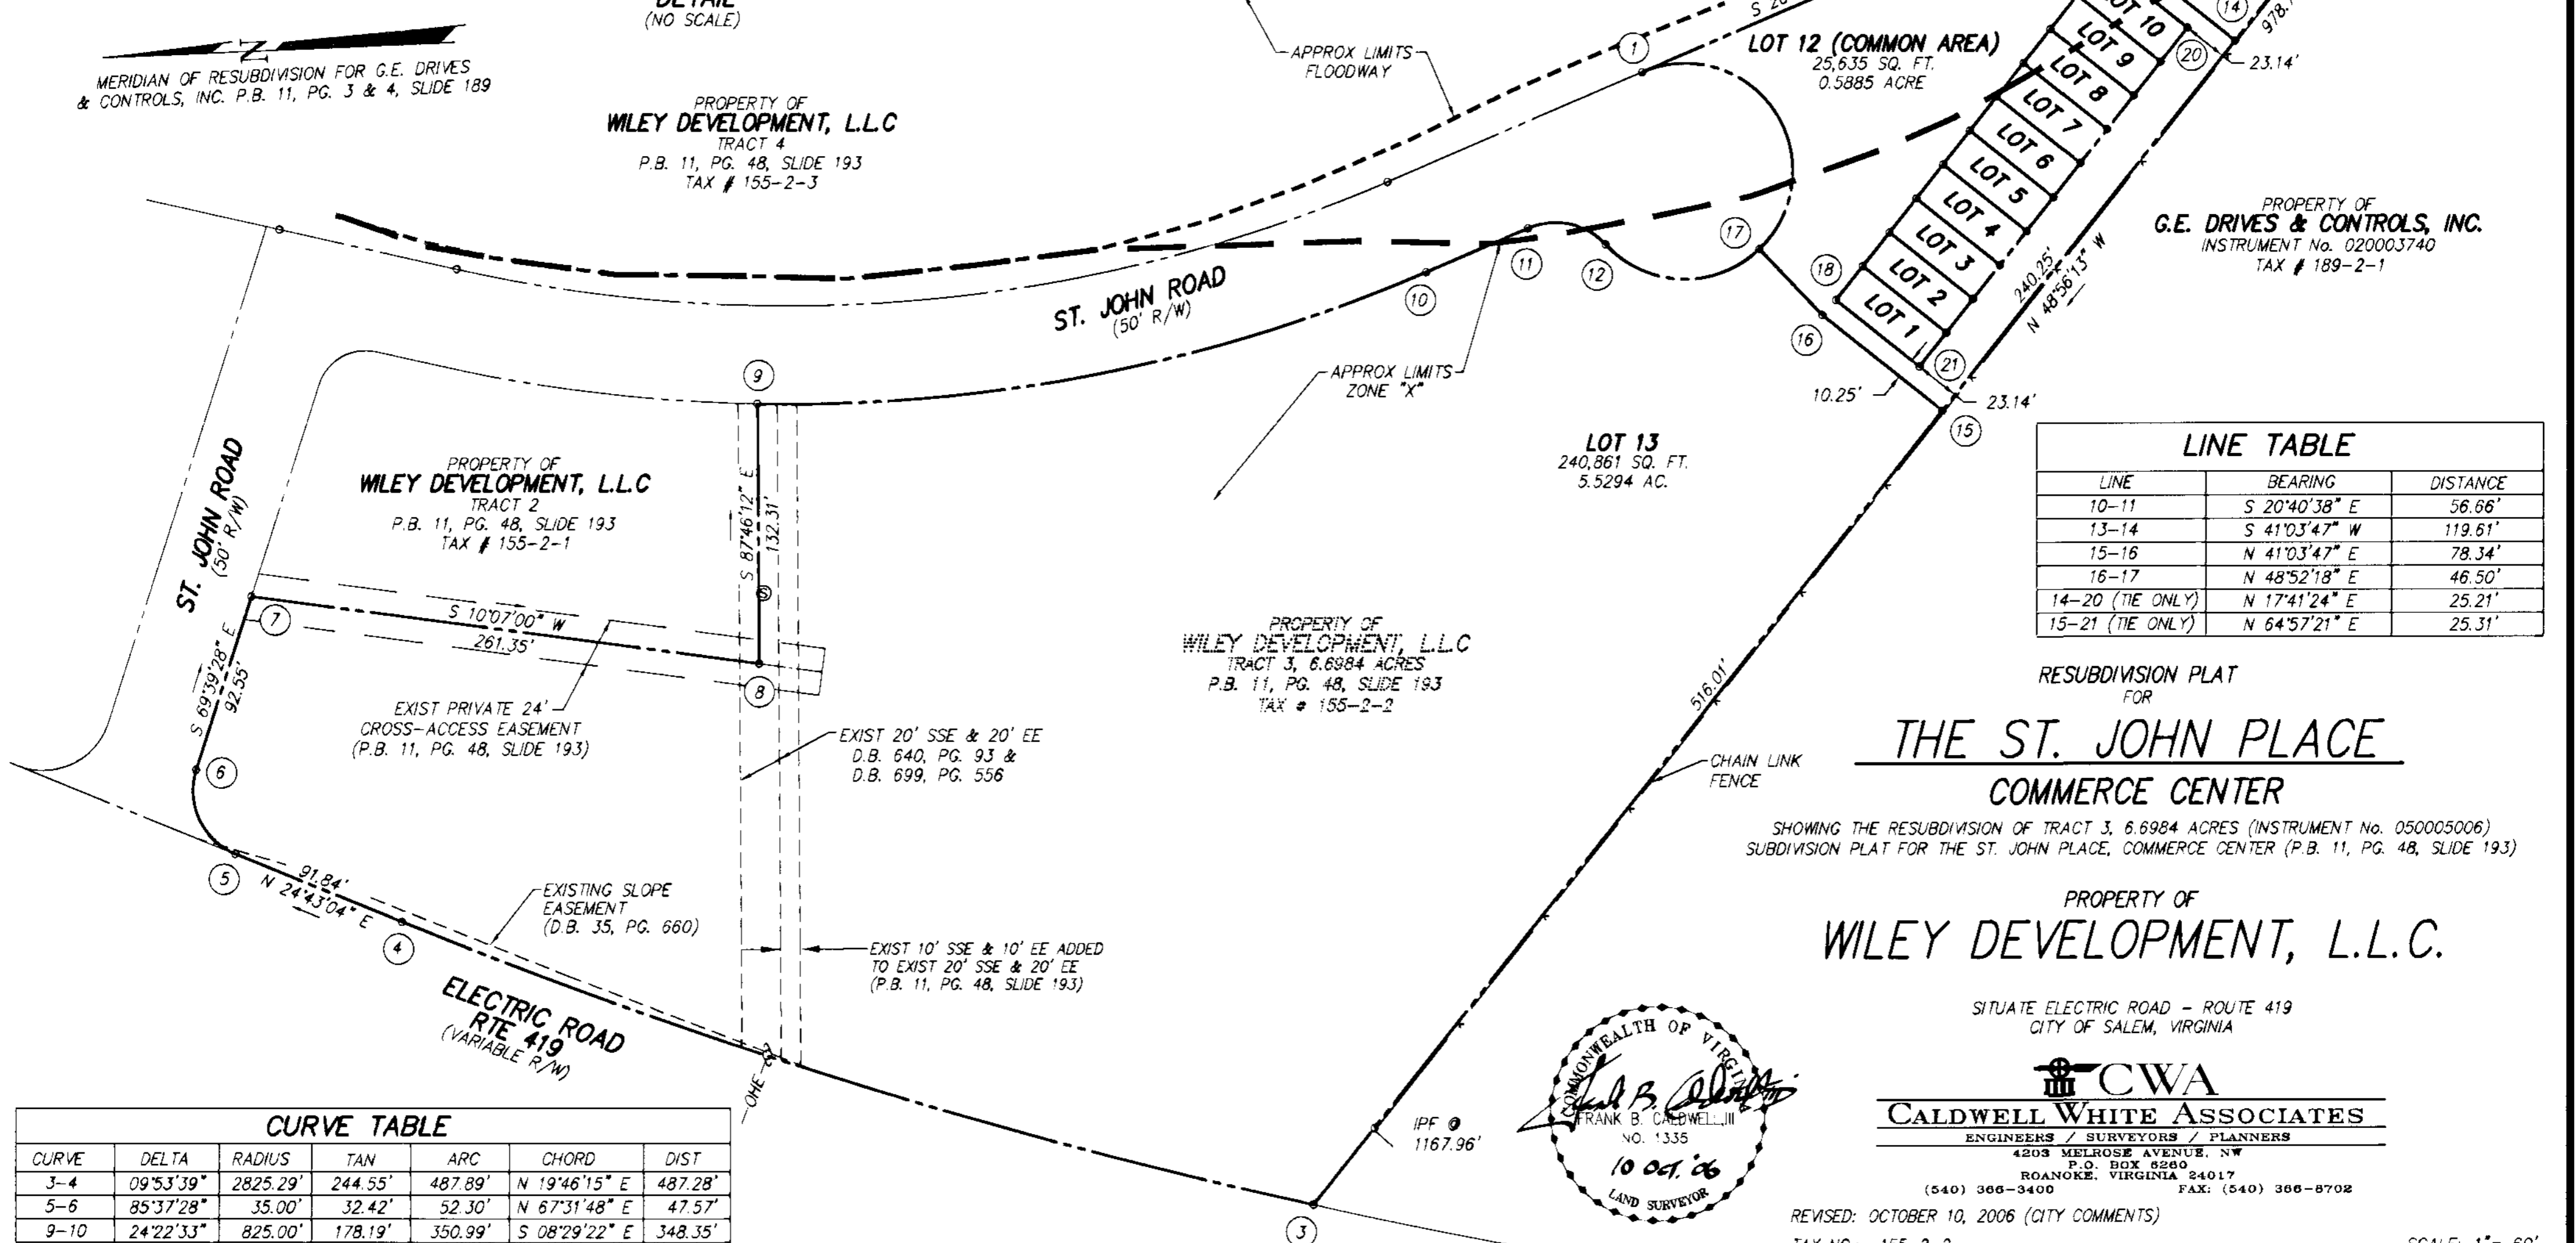 DETAIL
(NO SCALE)
N
MERIDIAN OF RESUBDIVISION FOR G.E. DRIVES
& CONTROLS, INC. P.B. 11, PG. 3 & 4, SLIDE 189
PROPERTY OF
WILEY DEVELOPMENT, L.L.C
TRACT 4
P.B. 11, PG. 48, SLIDE 193
TAX # 155-2-3
APPROX LIMITS
FLOODWAY
1
LOT 12 (COMMON AREA)
25,635 SQ. FT.
0.5885 ACRE
14
20
23.14'
LOT 10
LOT 9
LOT 8
LOT 7
LOT 6
LOT 5
LOT 4
LOT 3
LOT 2
LOT 1
PROPERTY OF
G.E. DRIVES & CONTROLS, INC.
INSTRUMENT No. 020003740
TAX # 189-2-1
240.25'
N 48°56'13" W
17
18
16
21
15
10.25'
23.14'
11
12
10
9
ST. JOHN ROAD
(50' R/W)
APPROX LIMITS
ZONE "X"
LOT 13
240,861 SQ. FT.
5.5294 AC.
ST. JOHN ROAD
(50' R/W)
PROPERTY OF
WILEY DEVELOPMENT, L.L.C
TRACT 2
P.B. 11, PG. 48, SLIDE 193
TAX # 155-2-1
S 87°46'12" E
132.31'
S
7
S 10°07'00" W
261.35'
8
S 69°39'28" E
92.55'
6
EXIST PRIVATE 24'
CROSS-ACCESS EASEMENT
(P.B. 11, PG. 48, SLIDE 193)
EXIST 20' SSE & 20' EE
D.B. 640, PG. 93 &
D.B. 699, PG. 556
PROPERTY OF
WILEY DEVELOPMENT, L.L.C
TRACT 3, 6.6984 ACRES
P.B. 11, PG. 48, SLIDE 193
TAX # 155-2-2
516.01'
CHAIN LINK
FENCE
5
91.84'
N 24°43'04" E
4
EXISTING SLOPE
EASEMENT
(D.B. 35, PG. 660)
EXIST 10' SSE & 10' EE ADDED
TO EXIST 20' SSE & 20' EE
(P.B. 11, PG. 48, SLIDE 193)
ELECTRIC ROAD
RTE 419
(VARIABLE R/W)
OHE
IPF @
1167.96'
3
LINE TABLE
LINE BEARING DISTANCE
10-11 S 20°40'38" E 56.66'
13-14 S 41°03'47" W 119.61'
15-16 N 41°03'47" E 78.34'
16-17 N 48°52'18" E 46.50'
14-20 (TIE ONLY) N 17°41'24" E 25.21'
15-21 (TIE ONLY) N 64°57'21" E 25.31'
RESUBDIVISION PLAT
FOR
THE ST. JOHN PLACE
COMMERCE CENTER
SHOWING THE RESUBDIVISION OF TRACT 3, 6.6984 ACRES (INSTRUMENT No. 050005006)
SUBDIVISION PLAT FOR THE ST. JOHN PLACE, COMMERCE CENTER (P.B. 11, PG. 48, SLIDE 193)
PROPERTY OF
WILEY DEVELOPMENT, L.L.C.
SITUATE ELECTRIC ROAD - ROUTE 419
CITY OF SALEM, VIRGINIA
CWA
CALDWELL WHITE ASSOCIATES
ENGINEERS / SURVEYORS / PLANNERS
4203 MELROSE AVENUE, NW
P.O. BOX 6260
ROANOKE, VIRGINIA 24017
(540) 366-3400 FAX: (540) 366-8702
REVISED: OCTOBER 10, 2006 (CITY COMMENTS)
COMMONWEALTH OF VIRGINIA
FRANK B. CALDWELL, III
NO. 1335
10 OCT. '06
LAND SURVEYOR
CURVE TABLE
CURVE DELTA RADIUS TAN ARC CHORD DIST
3-4 09°53'39" 2825.29' 244.55' 487.89' N 19°46'15" E 487.28'
5-6 85°37'28" 35.00' 32.42' 52.30' N 67°31'48" E 47.57'
9-10 24°22'33" 825.00' 178.19' 350.99' S 08°29'22" E 348.35'